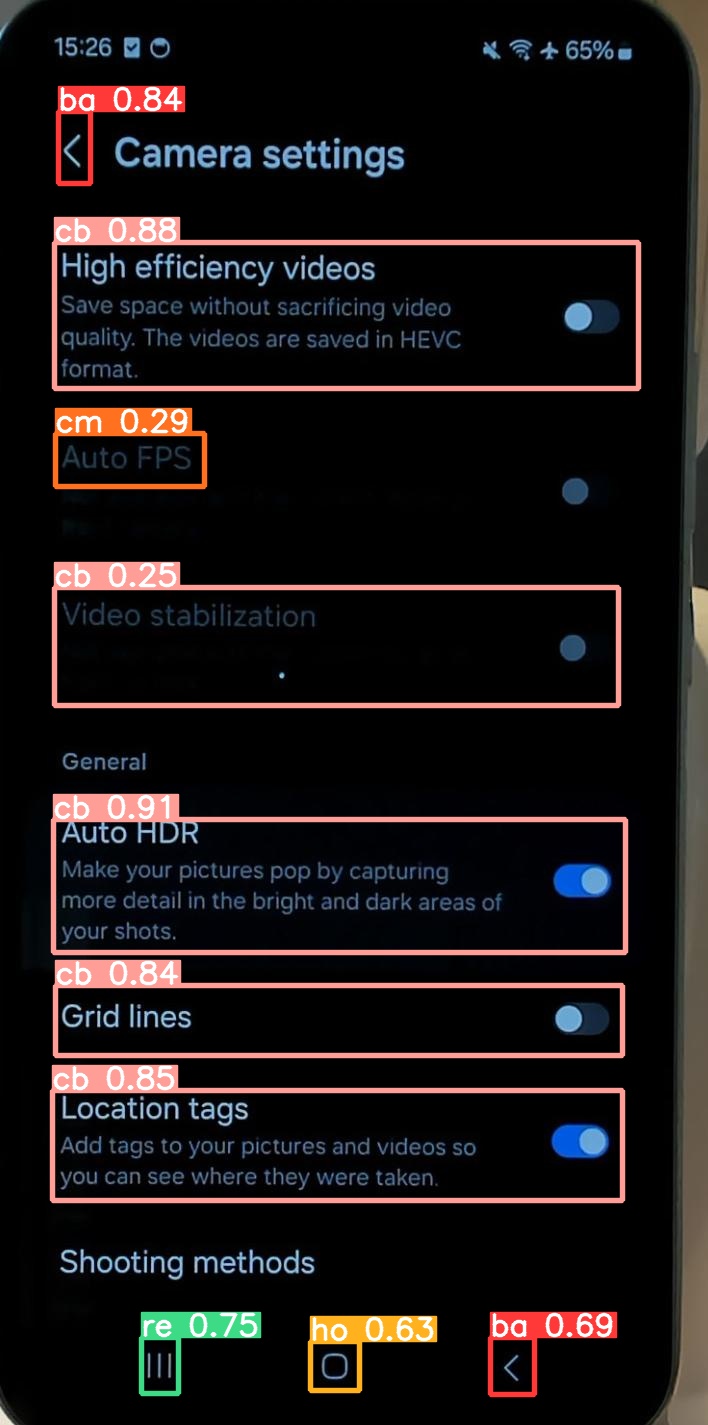 15:26 65%
ba 0.84
Camera settings
cb 0.88
High efficiency videos
Save space without sacrificing video
quality. The videos are saved in HEVC
format.
cm 0.29
Auto FPS
cb 0.25
Video stabilization
General
cb 0.91
Auto HDR
Make your pictures pop by capturing
more detail in the bright and dark areas of
your shots.
cb 0.84
Grid lines
cb 0.85
Location tags
Add tags to your pictures and videos so
you can see where they were taken.
Shooting methods
re 0.75 ho 0.63 ba 0.69